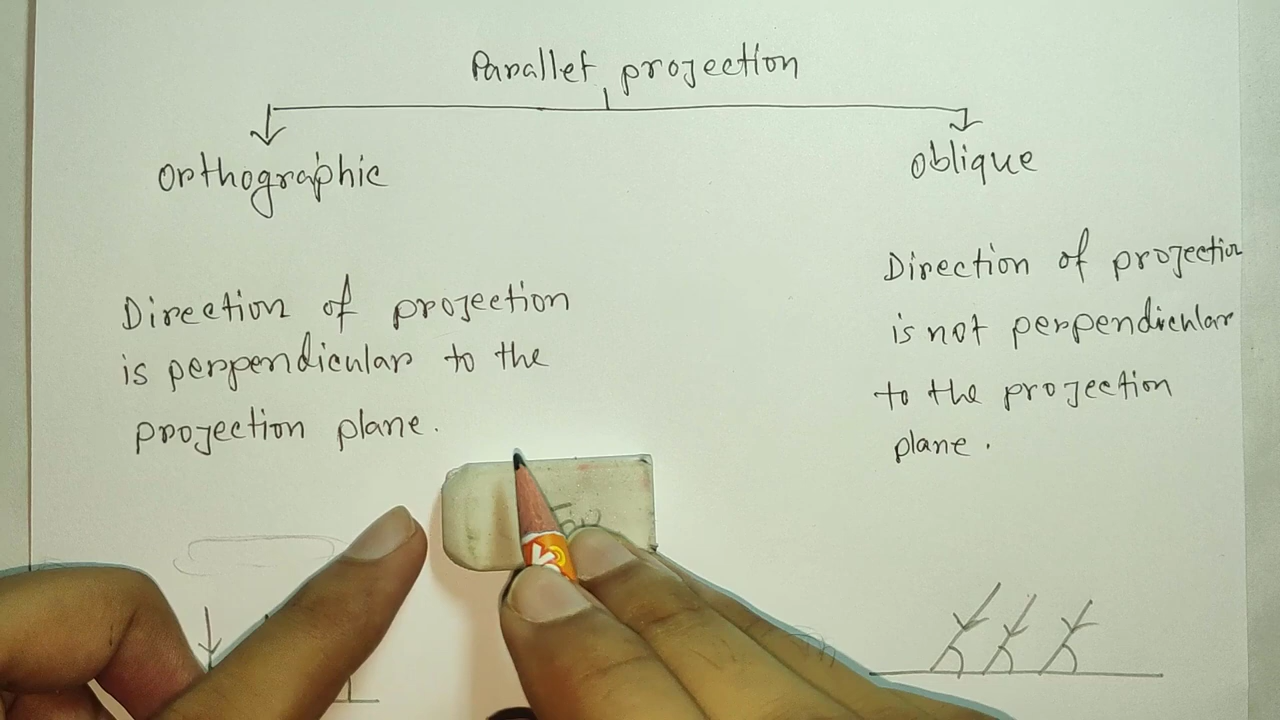 Parallel projection
Orthographic
Oblique
Direction of projection
is perpendicular to the
projection plane.
Direction of projection
is not perpendicular
to the projection
plane.